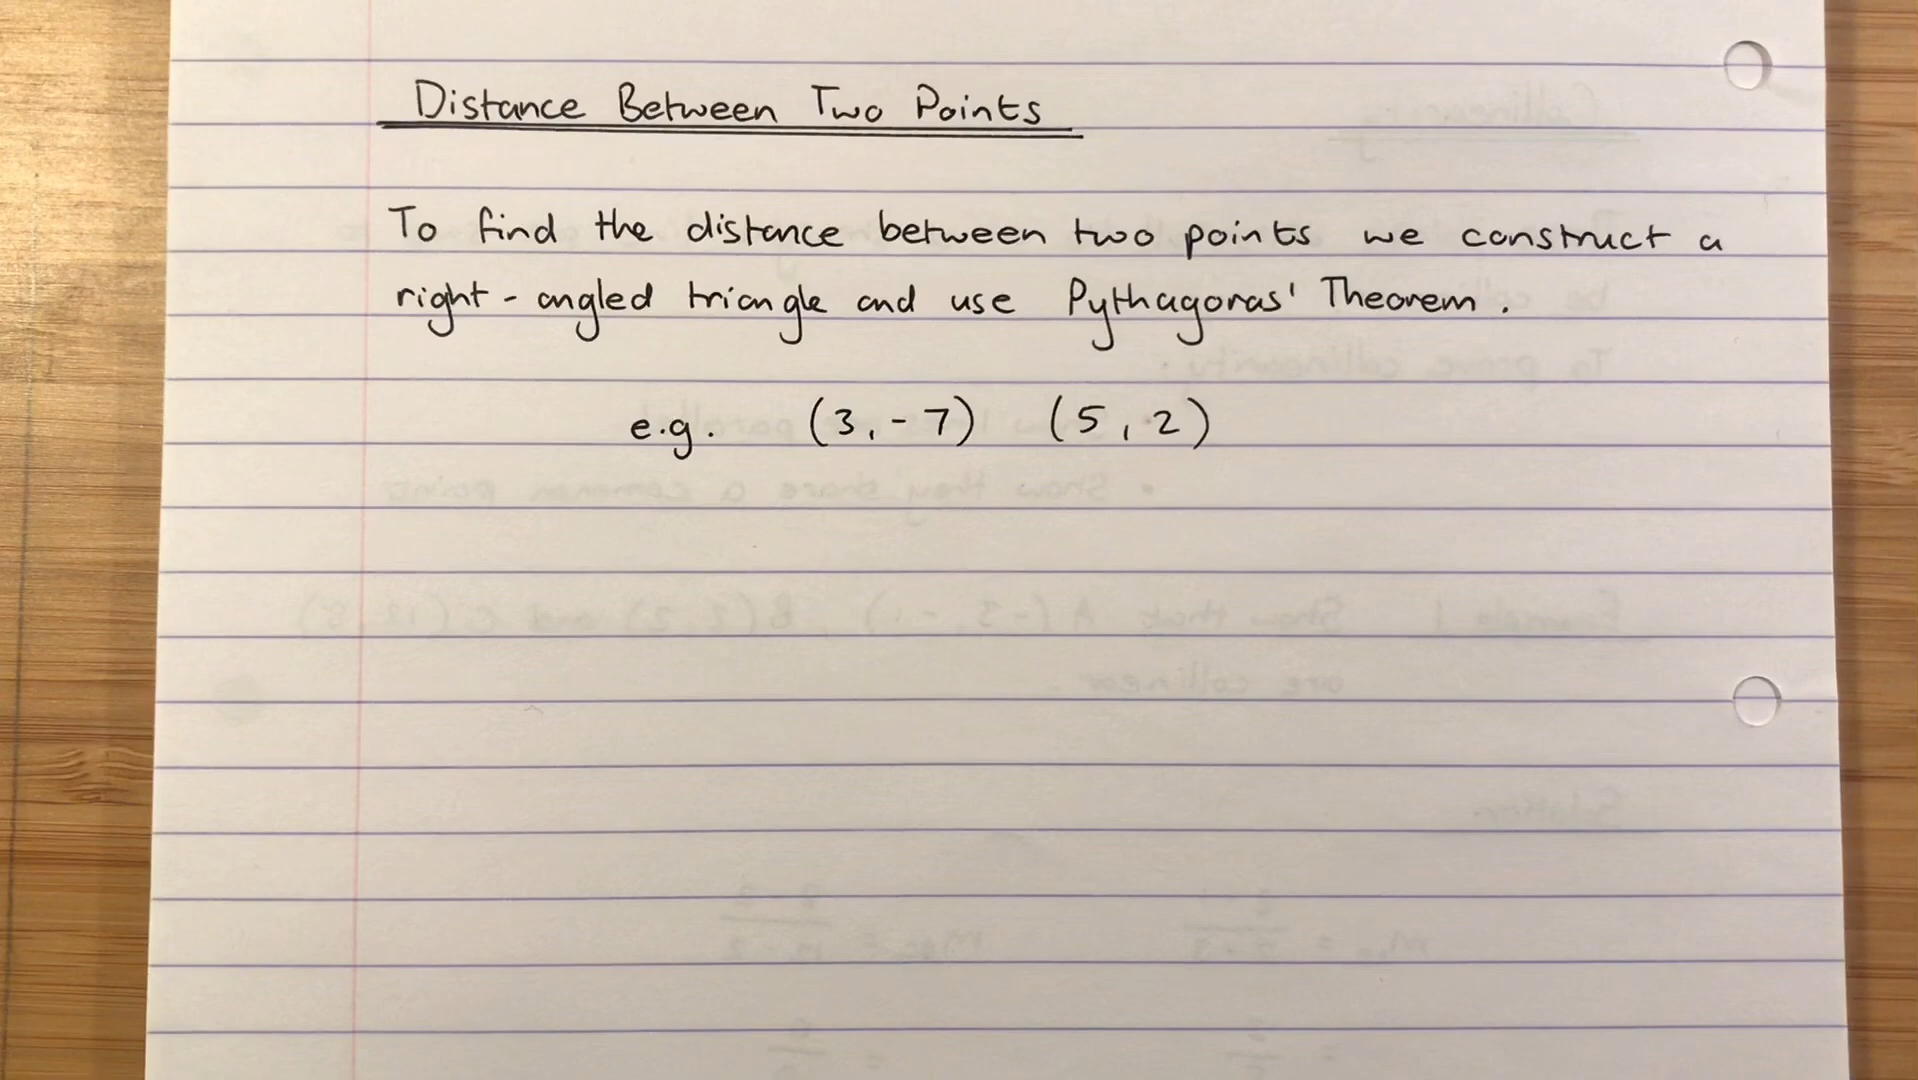 Distance Between Two Points
To find the distance between two points we construct a
right-angled triangle and use Pythagoras' Theorem.
e.g. (3, -7) (5, 2)